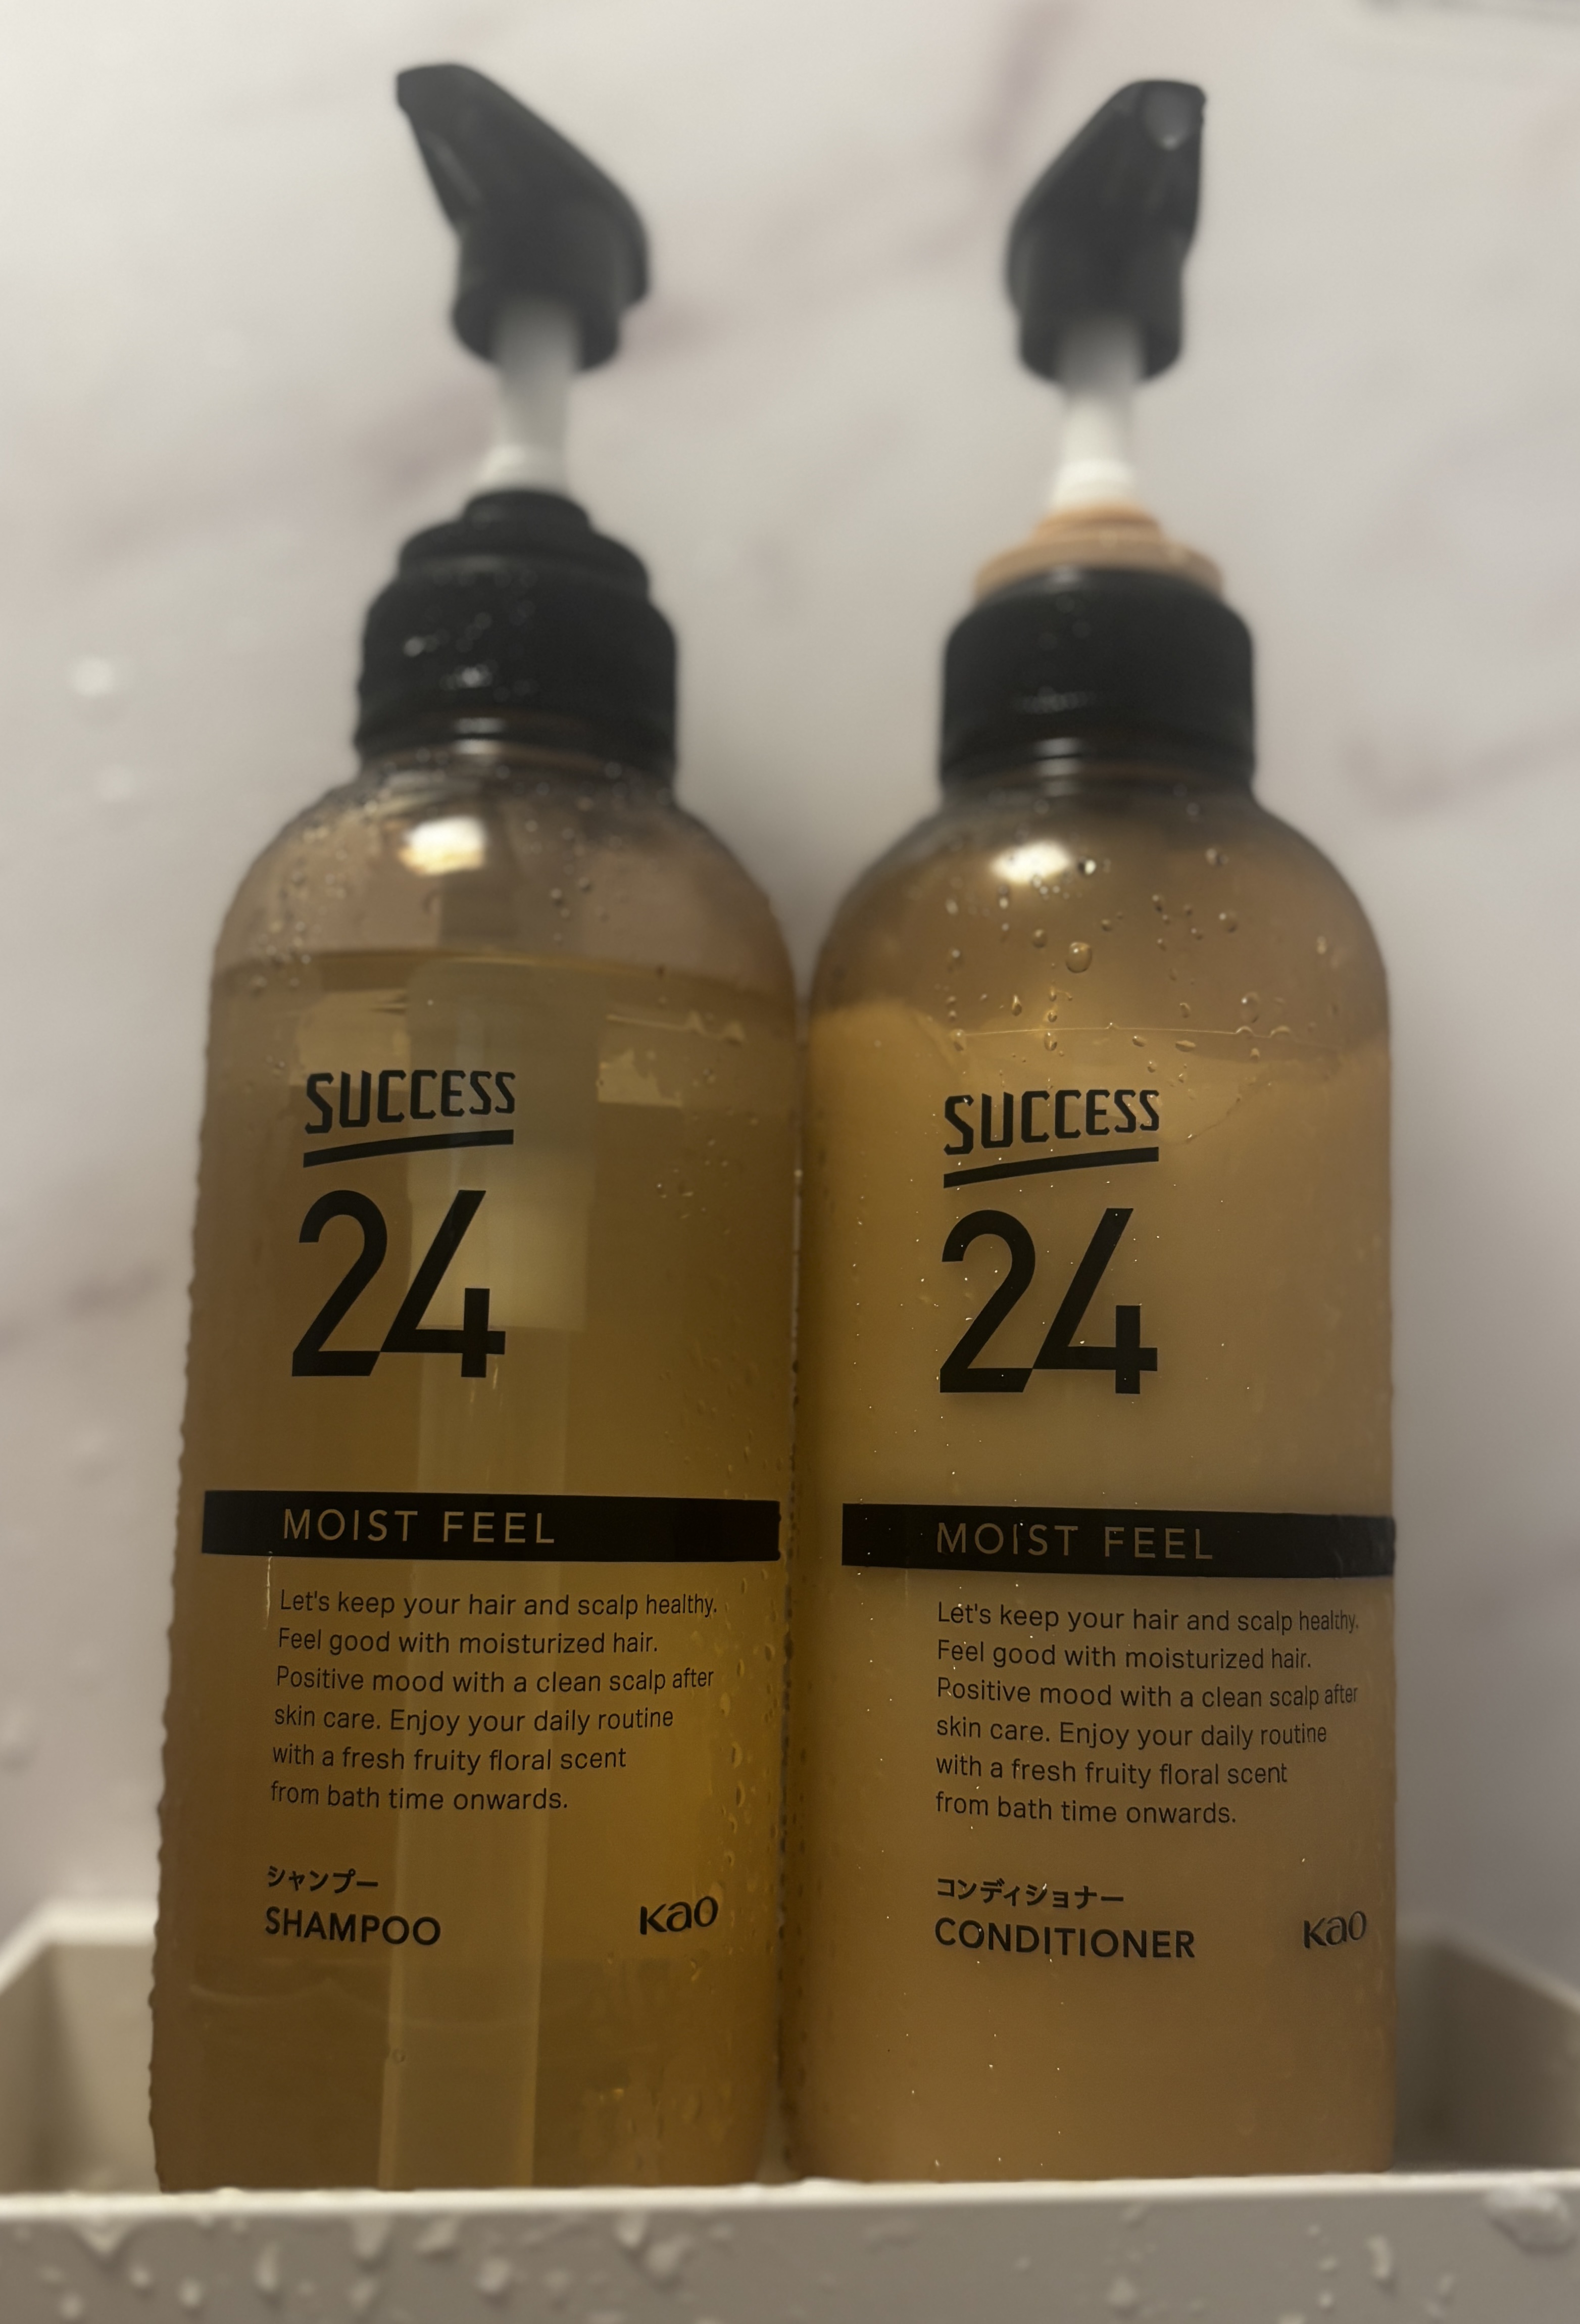 SUCCESS
24
MOIST FEEL
Let's keep your hair and scalp healthy.
Feel good with moisturized hair.
Positive mood with a clean scalp after
skin care. Enjoy your daily routine
with a fresh fruity floral scent
from bath time onwards.
シャンプー
SHAMPOO
Kao
SUCCESS
24
MOIST FEEL
Let's keep your hair and scalp healthy.
Feel good with moisturized hair.
Positive mood with a clean scalp after
skin care. Enjoy your daily routine
with a fresh fruity floral scent
from bath time onwards.
コンディショナー
CONDITIONER
Kao